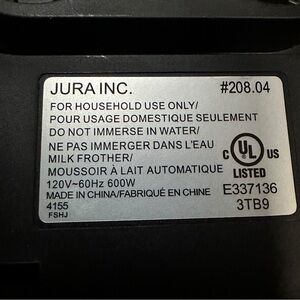 JURA INC. #208.04
FOR HOUSEHOLD USE ONLY/
POUR USAGE DOMESTIQUE SEULEMENT
DO NOT IMMERSE IN WATER/
NE PAS IMMERGER DANS L'EAU
MILK FROTHER/
MOUSSOIR À LAIT AUTOMATIQUE
120V~60Hz 600W
MADE IN CHINA/FABRIQUÉ EN CHINE
4155
FSHJ
C UL US
LISTED
E337136
3TB9